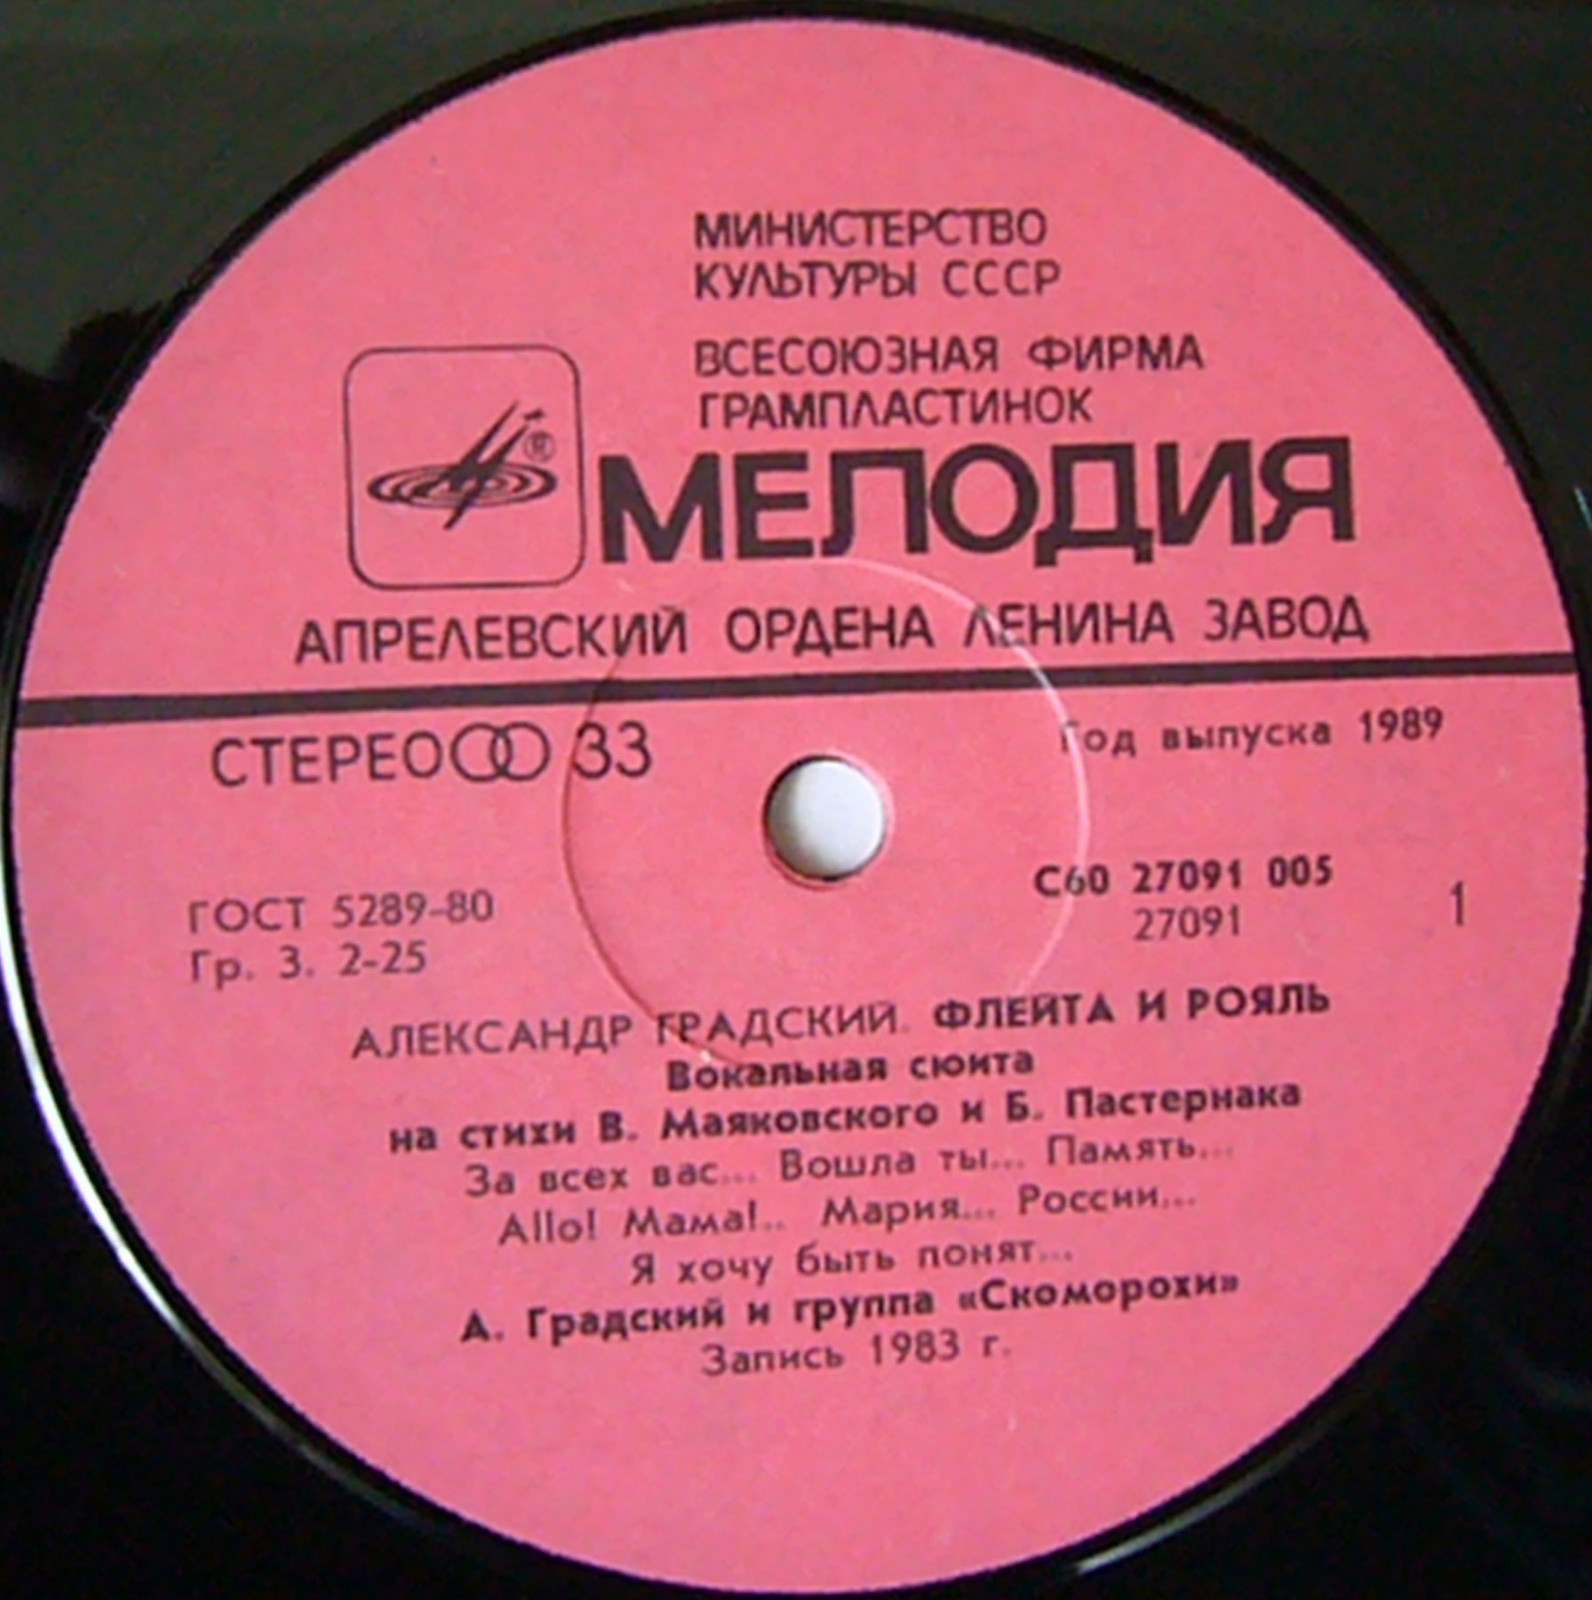 МИНИСТЕРСТВО
КУЛЬТУРЫ СССР
ВСЕСОЮЗНАЯ ФИРМА
ГРАМПЛАСТИНОК
®
МЕЛОДИЯ
АПРЕЛЕВСКИЙ ОРДЕНА ЛЕНИНА ЗАВОД
СТЕРЕО 33
Год выпуска 1989
ГОСТ 5289-80
Гр. 3. 2-25
С60 27091 005
27091
1
АЛЕКСАНДР ГРАДСКИЙ. ФЛЕЙТА И РОЯЛЬ
Вокальная сюита
на стихи В. Маяковского и Б. Пастернака
За всех вас... Вошла ты... Память...
Allo! Мама!.. Мария... России...
Я хочу быть понят...
А. Градский и группа «Скоморохи»
Запись 1983 г.